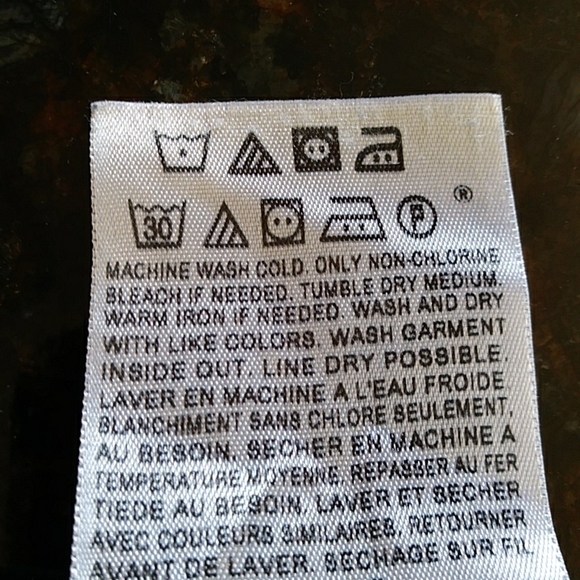 30 P ®
MACHINE WASH COLD. ONLY NON-CHLORINE
BLEACH IF NEEDED. TUMBLE DRY MEDIUM.
WARM IRON IF NEEDED. WASH AND DRY
WITH LIKE COLORS. WASH GARMENT
INSIDE OUT. LINE DRY POSSIBLE.
LAVER EN MACHINE A L'EAU FROIDE.
BLANCHIMENT SANS CHLORE SEULEMENT,
AU BESOIN. SECHER EN MACHINE A
TEMPERATURE MOYENNE. REPASSER AU FER
TIEDE AU BESOIN. LAVER ET SECHER
AVEC COULEURS SIMILAIRES. RETOURNER
AVANT DE LAVER. SECHAGE SUR FIL